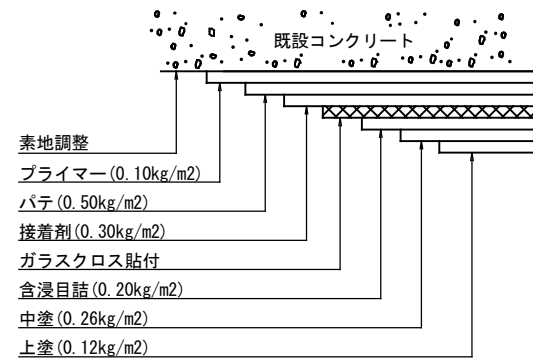 既設コンクリート
素地調整
プライマー(0.10kg/m2)
パテ(0.50kg/m2)
接着剤(0.30kg/m2)
ガラスクロス貼付
含浸目詰(0.20kg/m2)
中塗(0.26kg/m2)
上塗(0.12kg/m2)